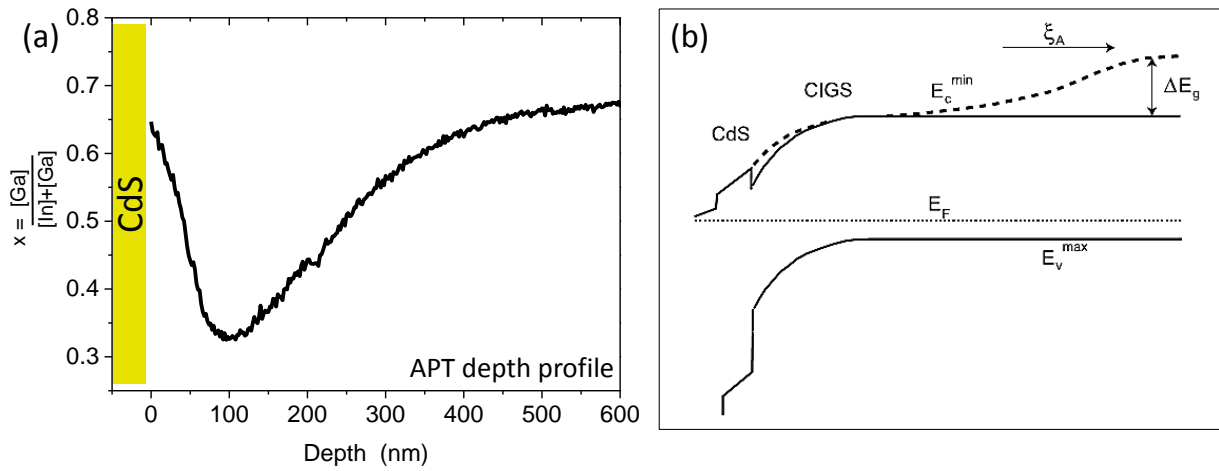 (a)
0.8
0.7
0.6
0.5
0.4
0.3
x = [Ga] / [In]+[Ga]
CdS
APT depth profile
0 100 200 300 400 500 600
Depth (nm)
(b)
ξA
CIGS
Ec min
ΔEg
CdS
EF
Ev max